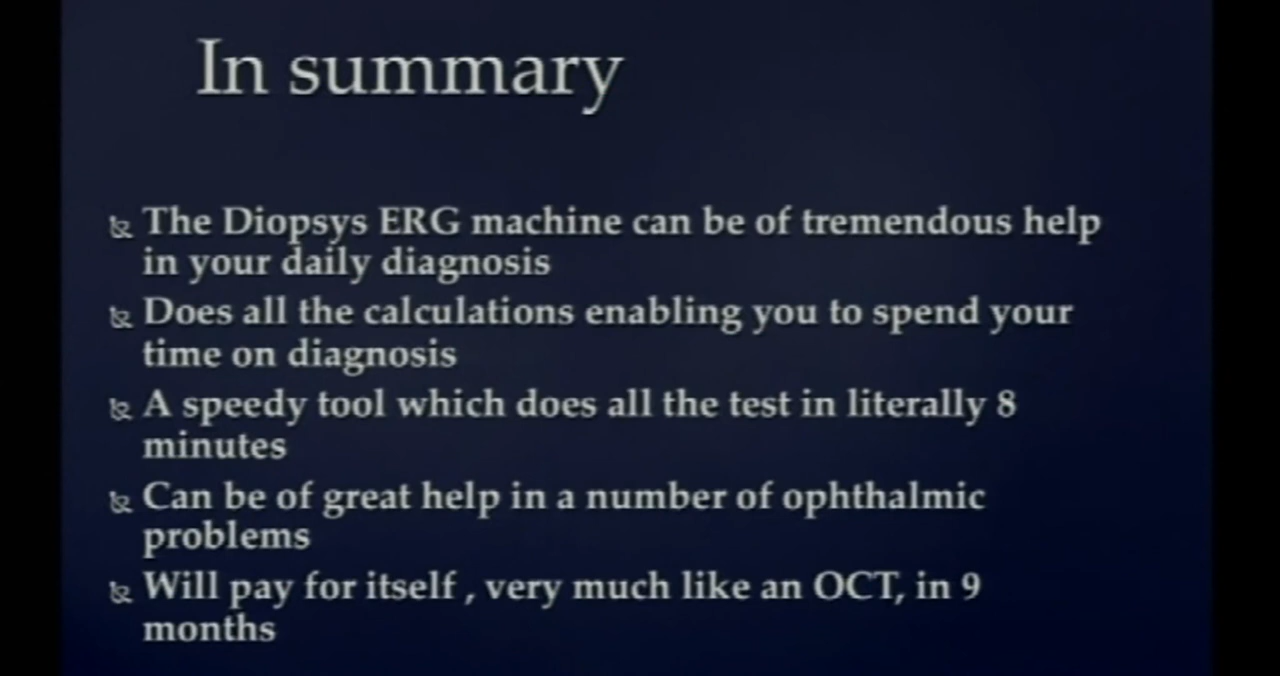 In summary
The Diopsys ERG machine can be of tremendous help
in your daily diagnosis
Does all the calculations enabling you to spend your
time on diagnosis
A speedy tool which does all the test in literally 8
minutes
Can be of great help in a number of ophthalmic
problems
Will pay for itself , very much like an OCT, in 9
months